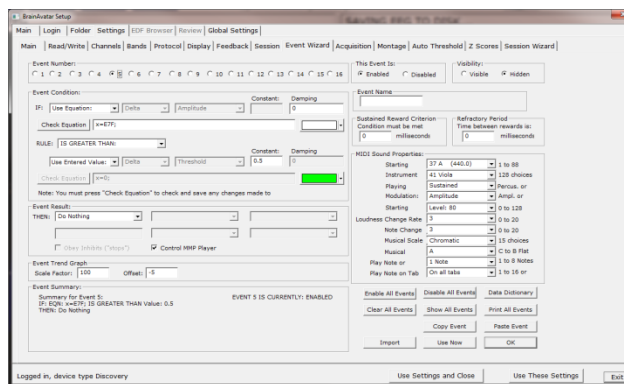 BrainAvatar Setup
Main Login Folder Settings EDF Browser Review Global Settings
Main Read/Write Channels Bands Protocol Display Feedback Session Event Wizard Acquisition Montage Auto Threshold Z Scores Session Wizard
Event Number:
1 2 3 4 5 6 7 8 9 10 11 12 13 14 15 16
This Event Is:
Enabled Disabled
Visibility:
Visible Hidden
Event Condition:
Constant: Damping
IF: Use Equation: Delta Amplitude 0
Check Equation x=E7F;
RULE: IS GREATER THAN:
Constant: Damping
Use Entered Value: Delta Threshold 0.5 0
Check Equation x=0;
Note: You must press "Check Equation" to check and save any changes made to
Event Name
Sustained Reward Criterion
Condition must be met
0 milliseconds
Refractory Period
Time between rewards is:
0 milliseconds
MIDI Sound Properties:
Starting 37 A (440.0) 1 to 88
Instrument 41 Viola 128 choices
Playing Sustained Percus. or
Modulation: Amplitude Ampl. or
Starting Level: 80 0 to 128
Loudness Change Rate 3 0 to 20
Note Change 3 0 to 20
Musical Scale Chromatic 15 choices
Musical A C to B Flat
Play Note or 1 Note 1 to 8 Notes
Play Note on Tab On all tabs 1 to 16 or
Event Result:
THEN: Do Nothing
Obey Inhibits ("stops") Control MMP Player
Event Trend Graph
Scale Factor: 100 Offset: -5
Event Summary:
Summary for Event 5: EVENT 5 IS CURRENTLY: ENABLED
IF: EQN: x=E7F; IS GREATER THAN Value: 0.5
THEN: Do Nothing
Enable All Events Disable All Events Data Dictionary
Clear All Events Show All Events Print All Events
Copy Event Paste Event
Import Use Now OK
Logged in, device type Discovery
Use Settings and Close Use These Settings Exit